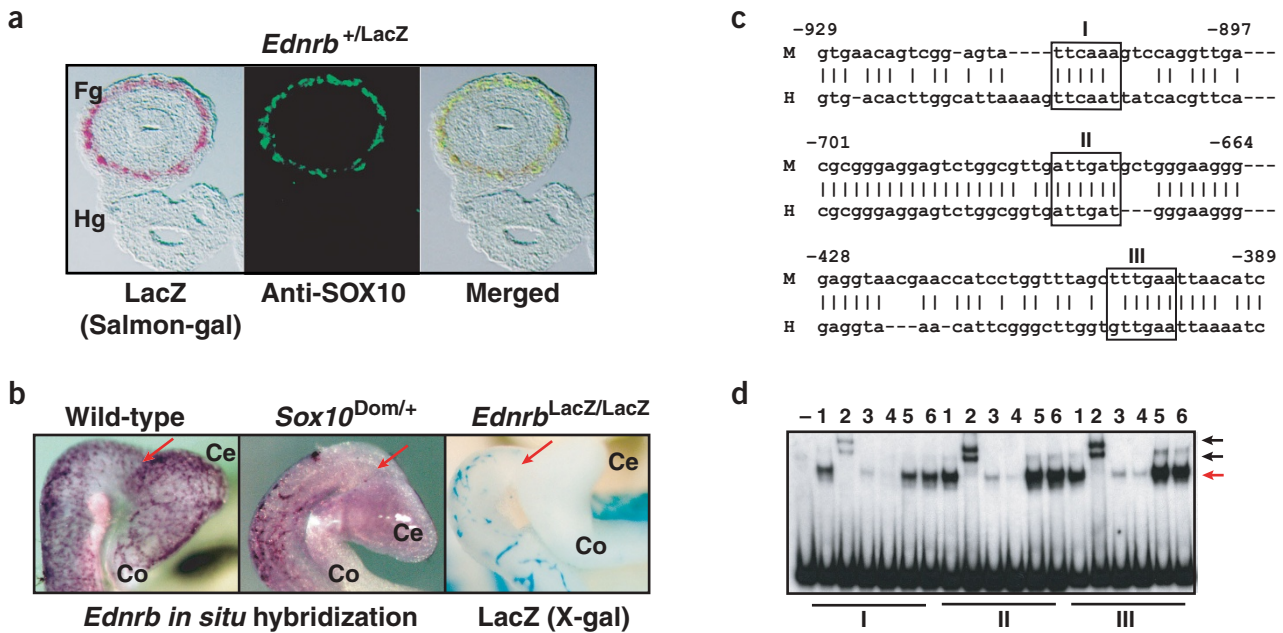 a
Ednrb +/LacZ
Fg
Hg
LacZ
(Salmon-gal)
Anti-SOX10
Merged
b
Wild-type
Sox10Dom/+
EdnrbLacZ/LacZ
Ce
Co
Ce
Co
Ce
Co
Ednrb in situ hybridization
LacZ (X-gal)
c
–929 I –897
M gtgaacagtcgg-agta----ttcaaagtccaggttga---
H gtg-acacttggcattaaaagttcaattatcacgttca---
–701 II –664
M cgcgggaggagtctggcgttgattgatgctgggaaggg---
H cgcgggaggagtctggcggtgattgat---gggaaggg---
–428 III –389
M gaggtaacgaaccatcctggtttagctttgaattaacatc
H gaggta---aa-cattcgggcttggtgttgaattaaaatc
d
– 1 2 3 4 5 6 1 2 3 4 5 6 1 2 3 4 5 6
I II III